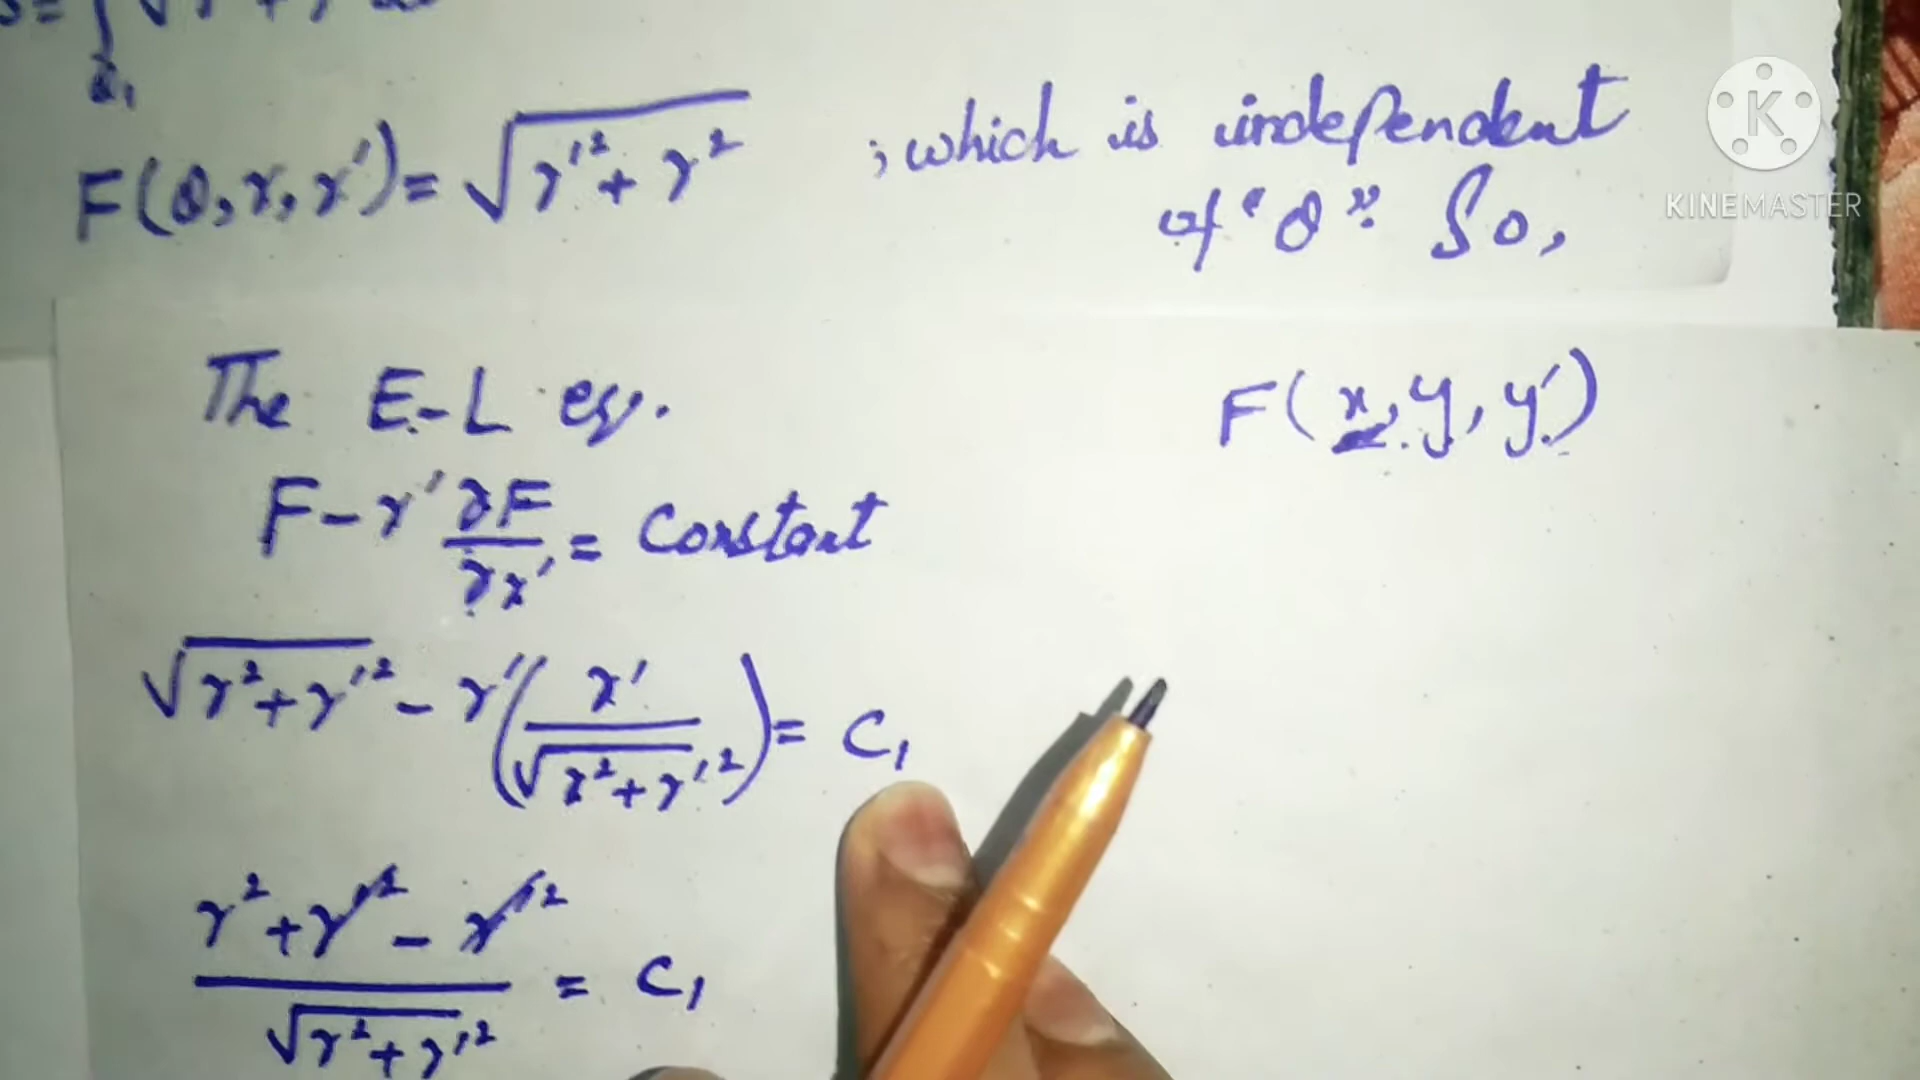 F(θ, r, r') = √r'² + r² ; which is independent
of "θ". So,
KINEMASTER
The E-L eq.
F(x, y, y')
F - r' ∂F/∂r' = Constant
√r² + r'² - r' (r'/√r² + r'²) = C₁
r² + r'² - r'²/√r² + r'² = C₁